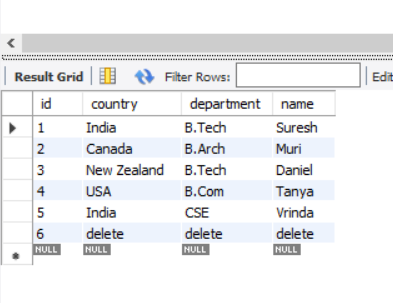 Result Grid Filter Rows: Edit
id country department name
1 India B.Tech Suresh
2 Canada B.Arch Muri
3 New Zealand B.Tech Daniel
4 USA B.Com Tanya
5 India CSE Vrinda
6 delete delete delete
NULL NULL NULL NULL